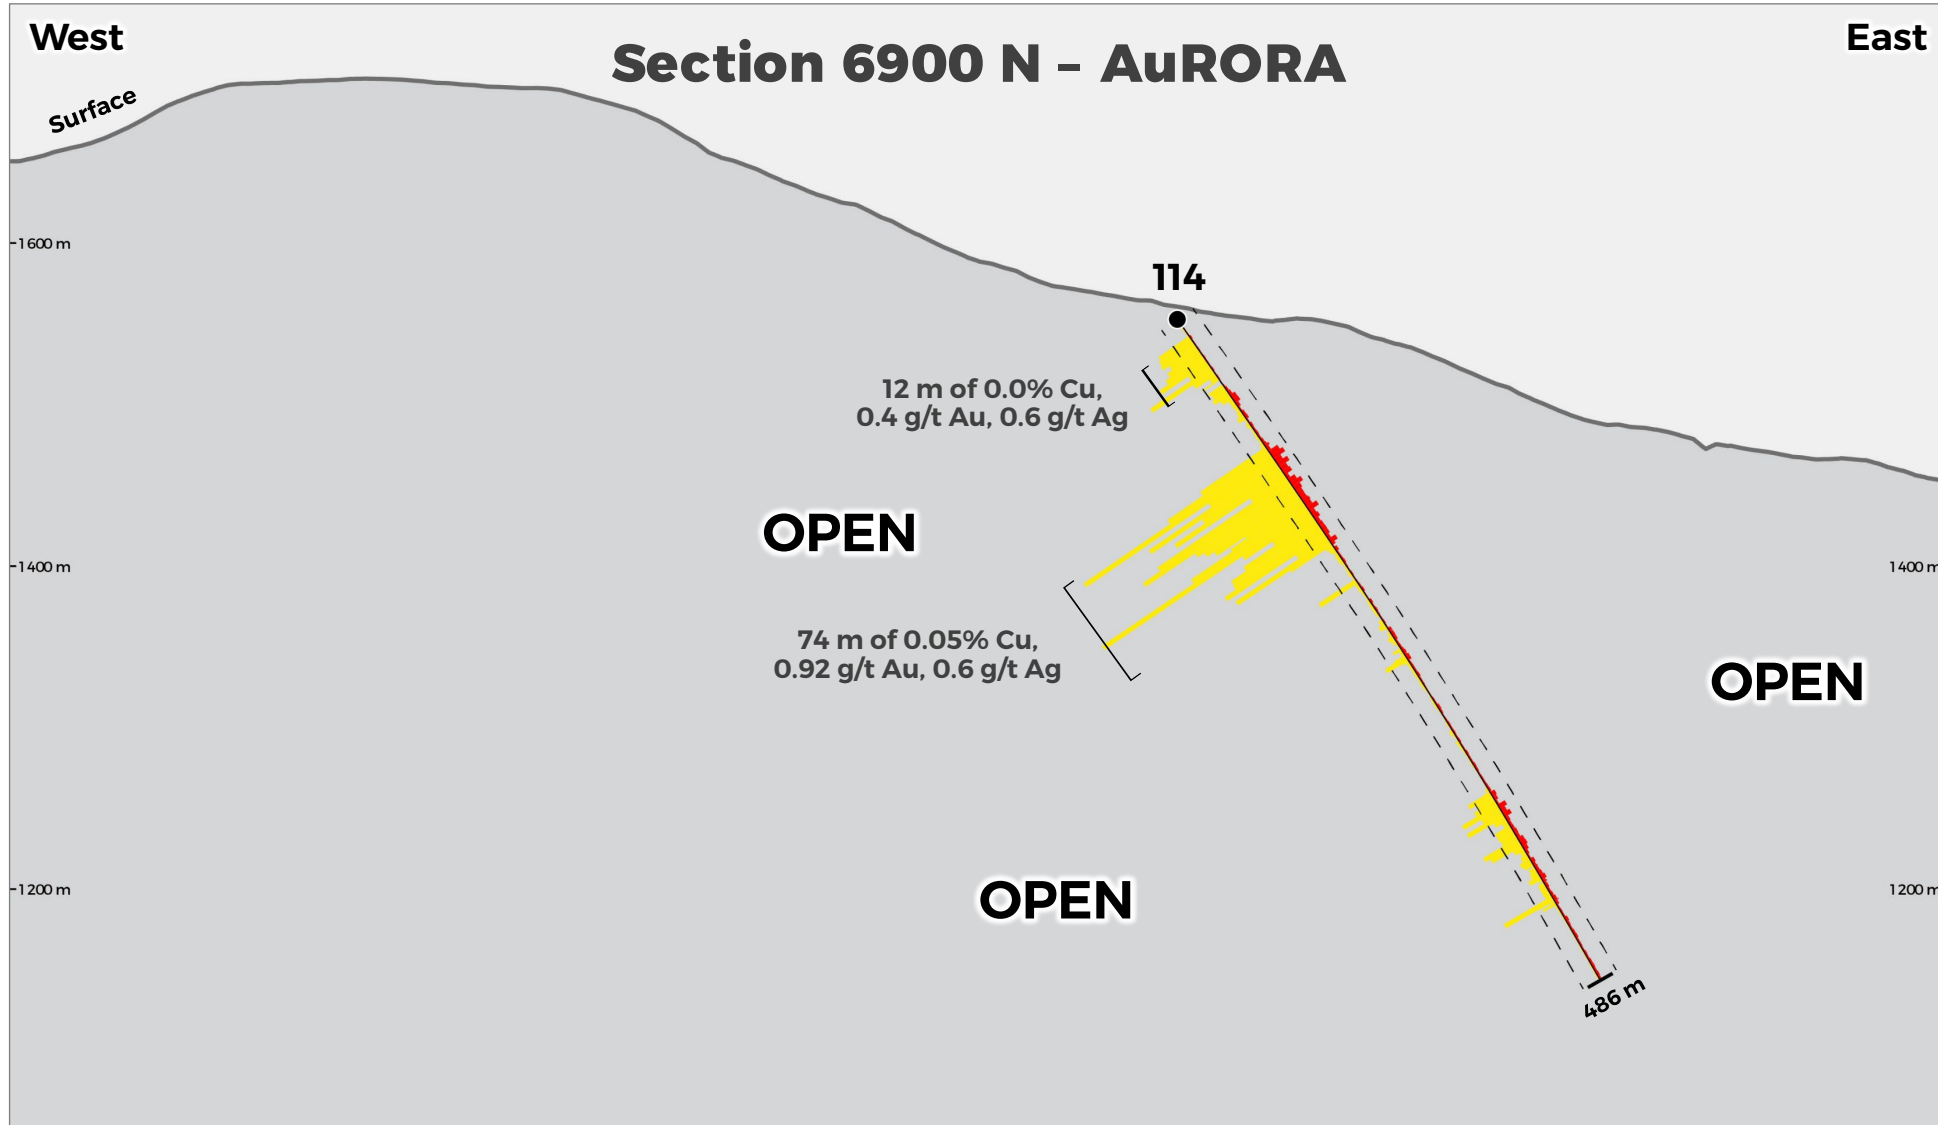 West
East
Section 6900 N – AuRORA
Surface
1600 m
114
12 m of 0.0% Cu,
0.4 g/t Au, 0.6 g/t Ag
OPEN
1400 m
1400 m
74 m of 0.05% Cu,
0.92 g/t Au, 0.6 g/t Ag
OPEN
1200 m
1200 m
OPEN
486 m